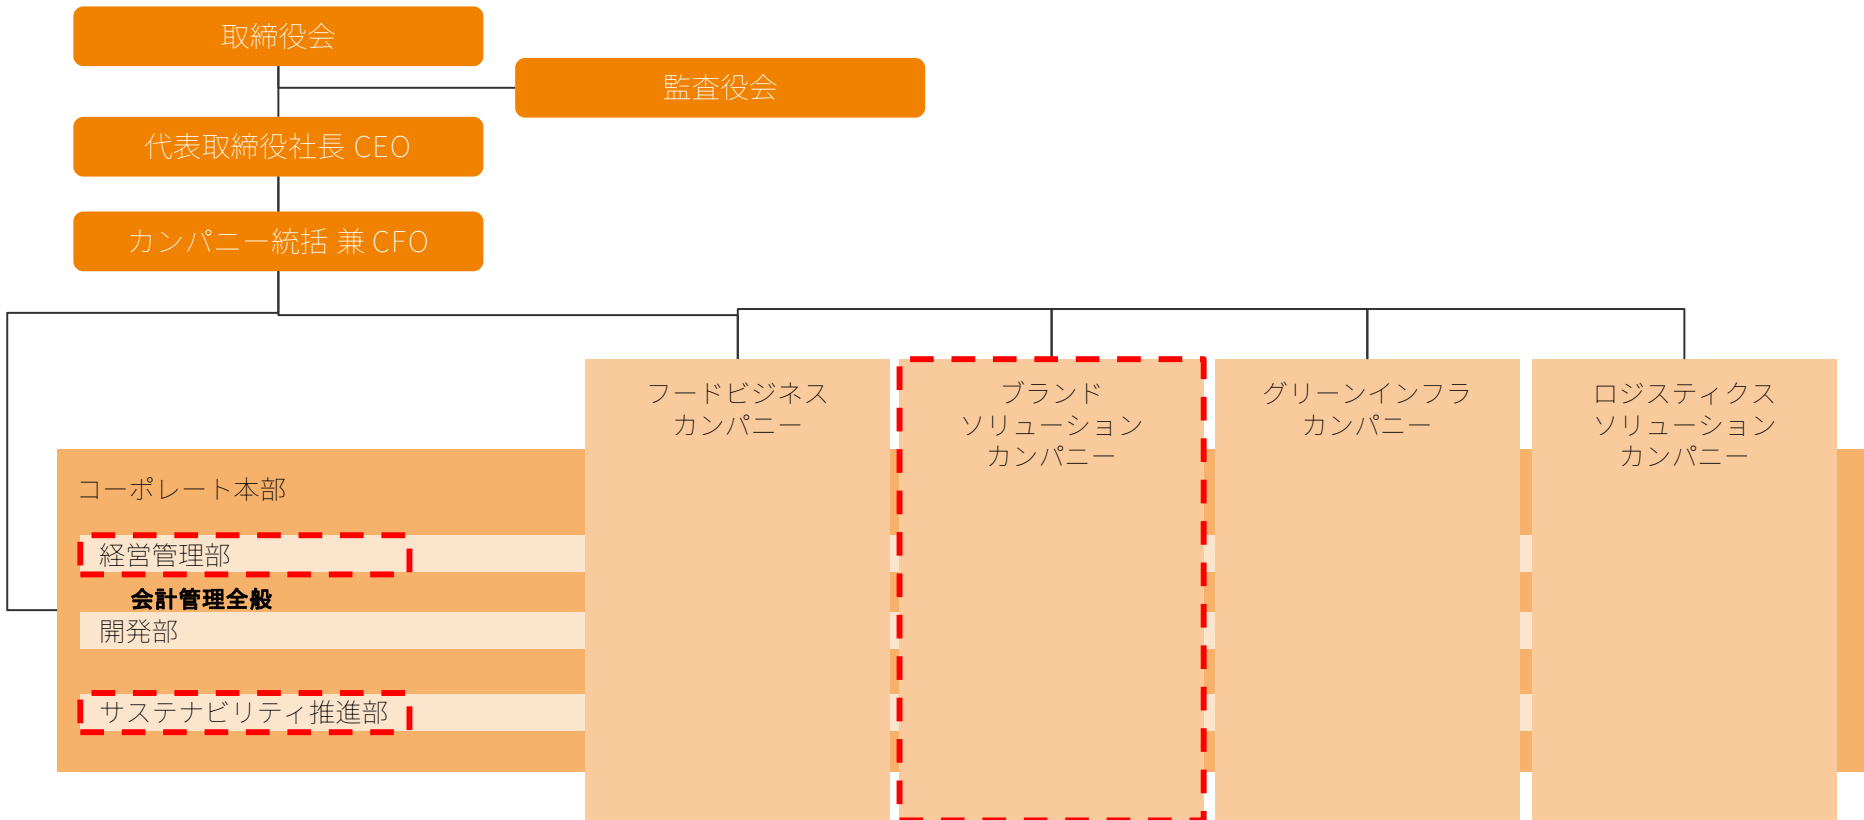 取締役会
監査役会
代表取締役社長 CEO
カンパニー統括 兼 CFO
フードビジネス
カンパニー
ブランド
ソリューション
カンパニー
グリーンインフラ
カンパニー
ロジスティクス
ソリューション
カンパニー
コーポレート本部
経営管理部
会計管理全般
開発部
サステナビリティ推進部